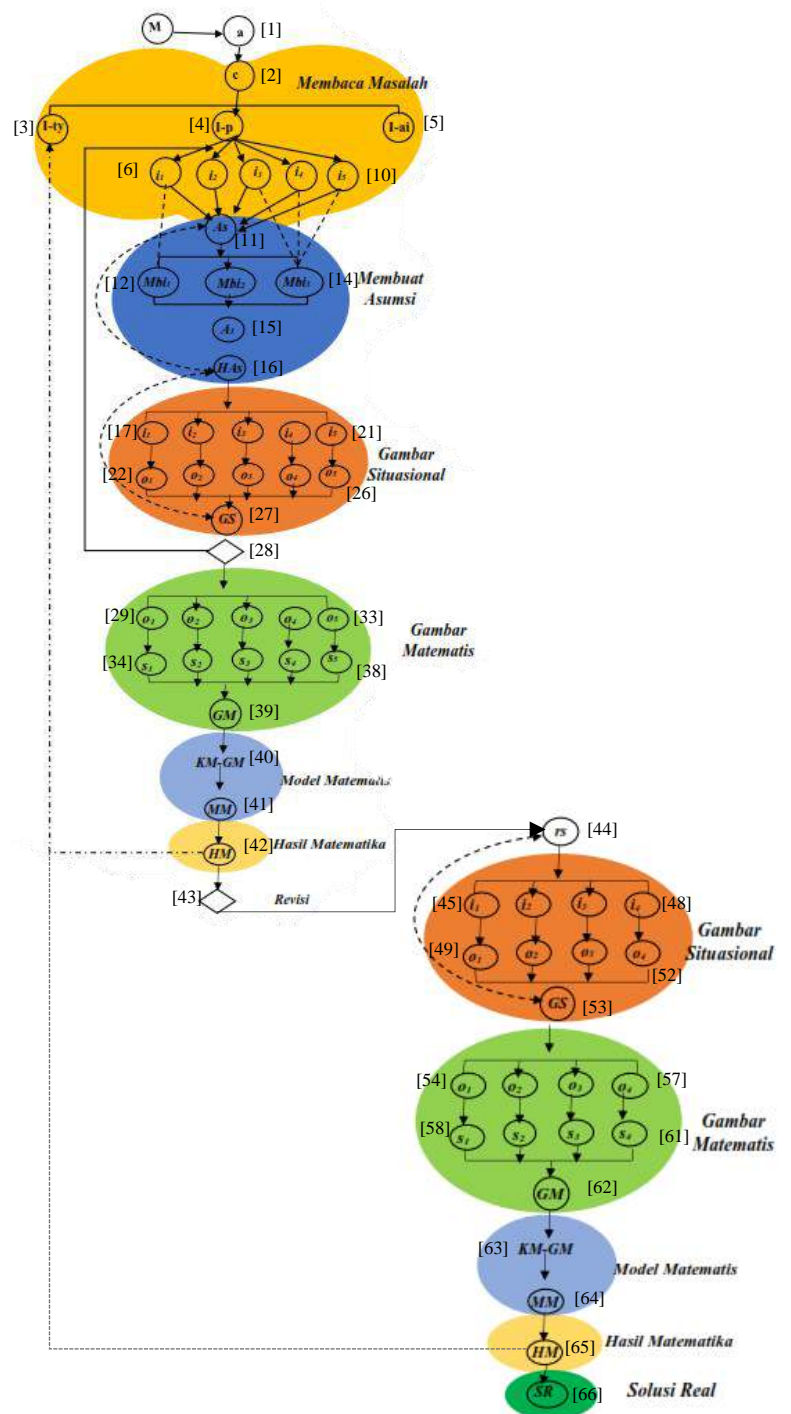 M a [1]
c [2]
Membaca Masalah
[3] I-ty [4] I-p I-ai [5]
[6] i1 i2 i3 i4 i5 [10]
As
[11]
[12] Mbi1 Mbi2 Mbi3 [14] Membuat
Asumsi
[15]
HAs [16]
[17] i1 i2 i3 i4 i5 [21]
Gambar
Situasional
[22] o1 o2 o3 o4 o5
[26]
GS [27]
[28]
[29] o1 o2 o3 o4 o5 [33]
Gambar
Matematis
[34] s1 s2 s3 s4 s5
[38]
GM [39]
KM-GM [40]
Model Matematis
MM [41]
[42] Hasil Matematika
HM
[43] Revisi
rs [44]
[45] i1 i2 i3 i4 [48]
Gambar
Situasional
[49] o1 o2 o3 o4
[52]
GS [53]
[54] o1 o2 o3 o4 [57]
[58] s1 s2 s3 s4 [61]
Gambar
Matematis
GM [62]
[63] KM-GM
Model Matematis
MM [64]
HM [65] Hasil Matematika
SR [66] Solusi Real